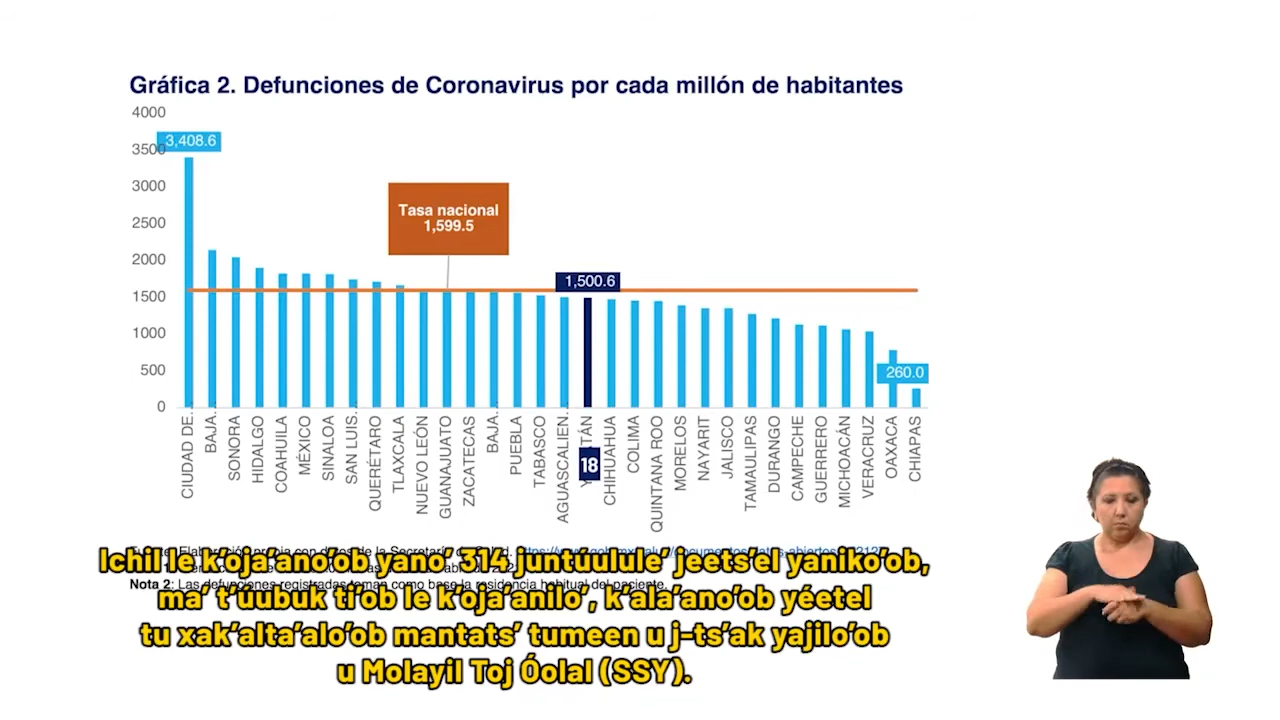 Gráfica 2. Defunciones de Coronavirus por cada millón de habitantes
4000
3,408.6
3500
3000
2500
2000
1500
1000
500
0
Tasa nacional
1,599.5
1,500.6
260.0
CIUDAD DE…
BAJA…
SONORA
HIDALGO
COAHUILA
MÉXICO
SINALOA
SAN LUIS…
QUERÉTARO
TLAXCALA
NUEVO LEÓN
GUANAJUATO
ZACATECAS
BAJA…
PUEBLA
TABASCO
AGUASCALIEN…
18
CHIHUAHUA
COLIMA
QUINTANA ROO
MORELOS
NAYARIT
JALISCO
TAMAULIPAS
DURANGO
CAMPECHE
GUERRERO
MICHOACÁN
VERACRUZ
OAXACA
CHIAPAS
Nota 2: Las defunciones registradas toman como base la residencia habitual del paciente.
Ichil le k'oja'ano'ob yano' 314 juntúulule' jeets'el yaniko'ob,
ma' t'úubuk ti'ob le k'oja'anilo', k'ala'ano'ob yéetel
tu xak'alta'alo'ob mantats' tumeen u j-ts'ak yajilo'ob
u Molayil Toj Óolal (SSY).